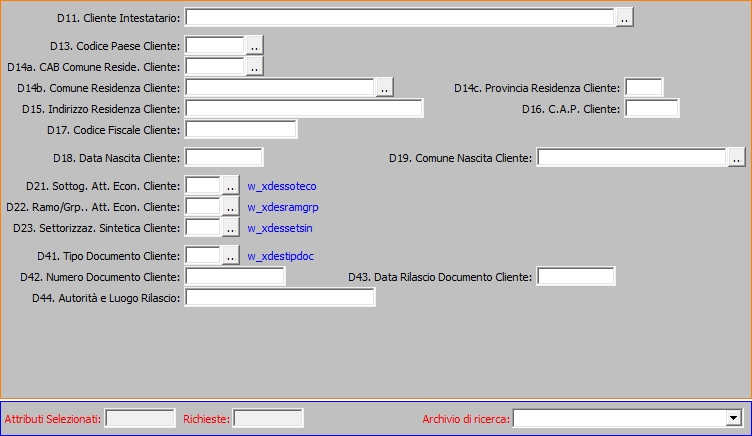 D11. Cliente Intestatario: ..
D13. Codice Paese Cliente: ..
D14a. CAB Comune Reside. Cliente: ..
D14b. Comune Residenza Cliente: .. D14c. Provincia Residenza Cliente:
D15. Indirizzo Residenza Cliente: D16. C.A.P. Cliente:
D17. Codice Fiscale Cliente:
D18. Data Nascita Cliente: D19. Comune Nascita Cliente: ..
D21. Sottog. Att. Econ. Cliente: .. w_xdessoteco
D22. Ramo/Grp.. Att. Econ. Cliente: .. w_xdesramgrp
D23. Settorizzaz. Sintetica Cliente: .. w_xdessetsin
D41. Tipo Documento Cliente: .. w_xdestipdoc
D42. Numero Documento Cliente: D43. Data Rilascio Documento Cliente:
D44. Autorità e Luogo Rilascio:
Attributi Selezionati: Richieste: Archivio di ricerca: